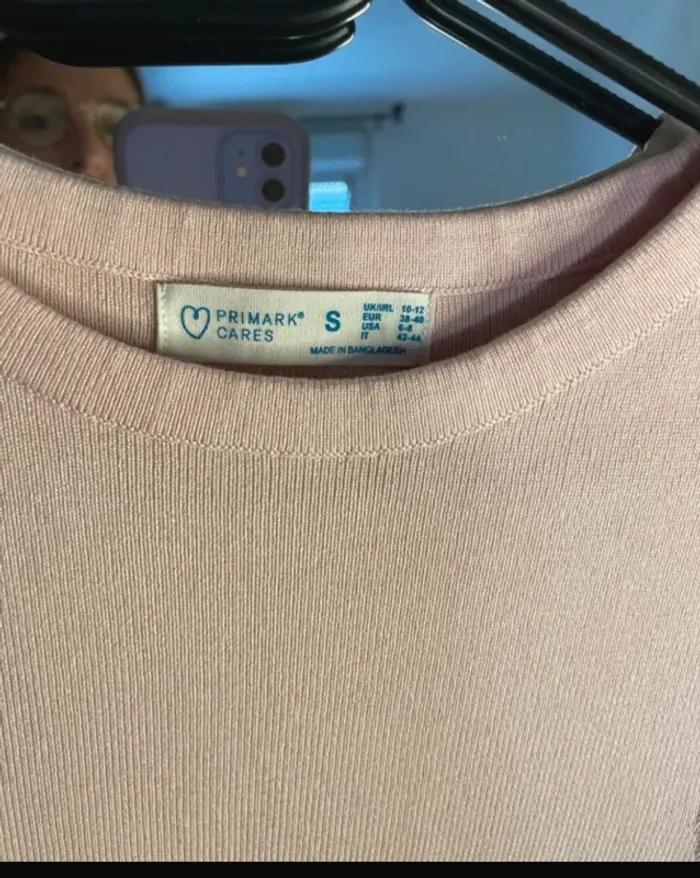 PRIMARK®
CARES
S
UK/IRL 10-12
EUR 38-40
USA 6-8
IT 42-44
MADE IN BANGLADESH